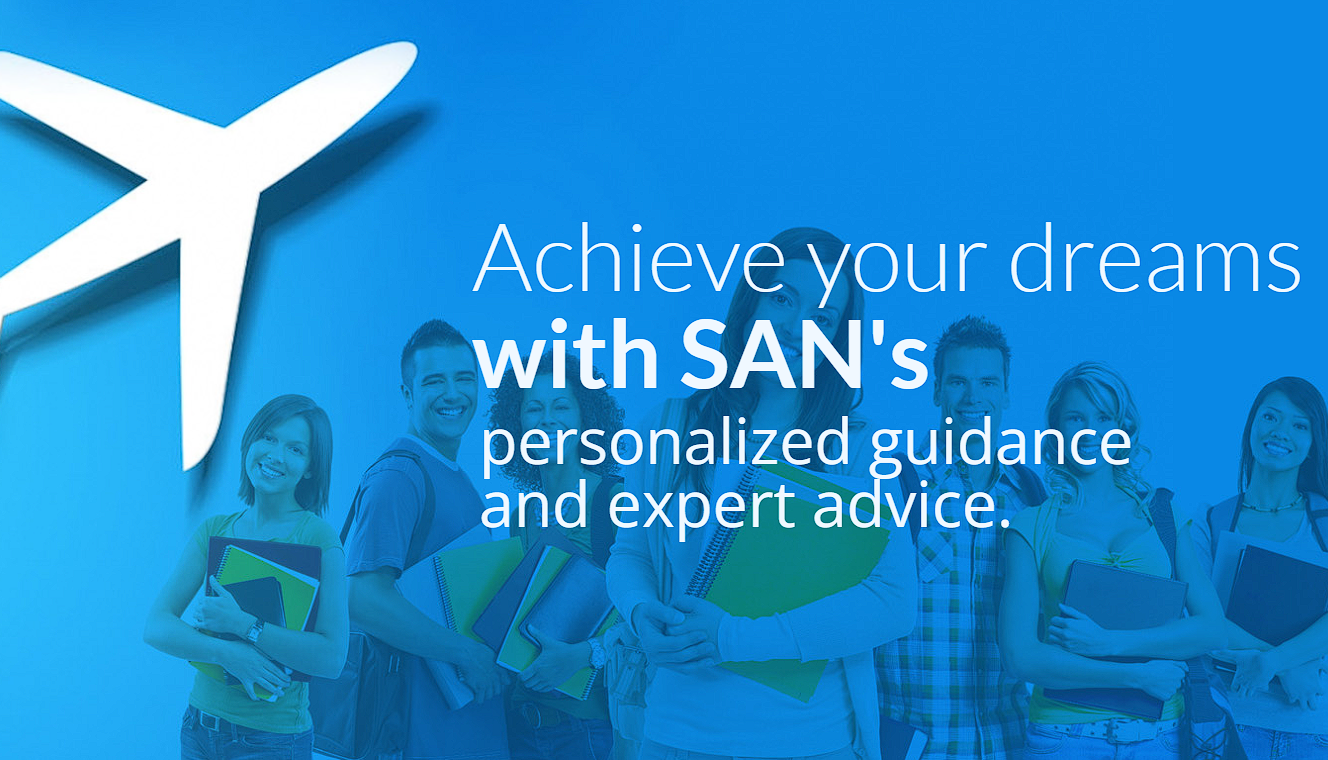 Achieve your dreams
with SAN's
personalized guidance
and expert advice.